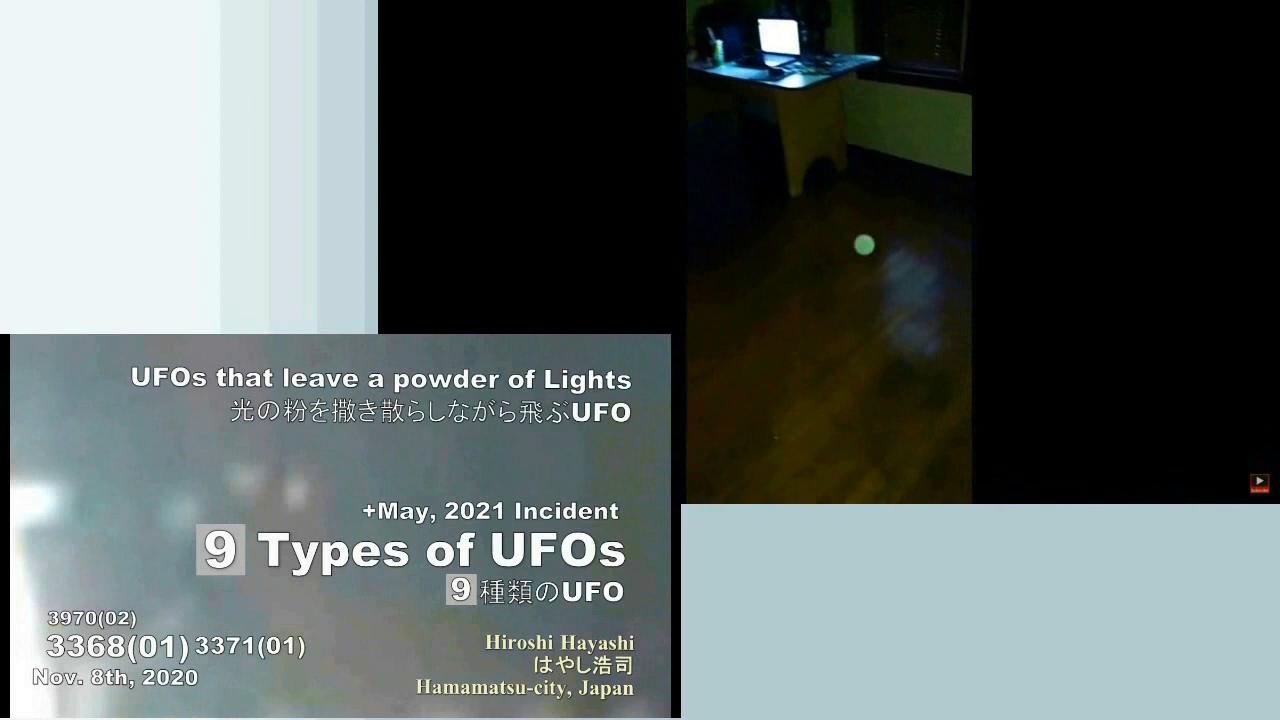 UFOs that leave a powder of Lights
光の粉を撒き散らしながら飛ぶUFO
+May, 2021 Incident
9 Types of UFOs
9種類のUFO
3970(02)
3368(01) 3371(01)
Nov. 8th, 2020
Hiroshi Hayashi
はやし浩司
Hamamatsu-city, Japan